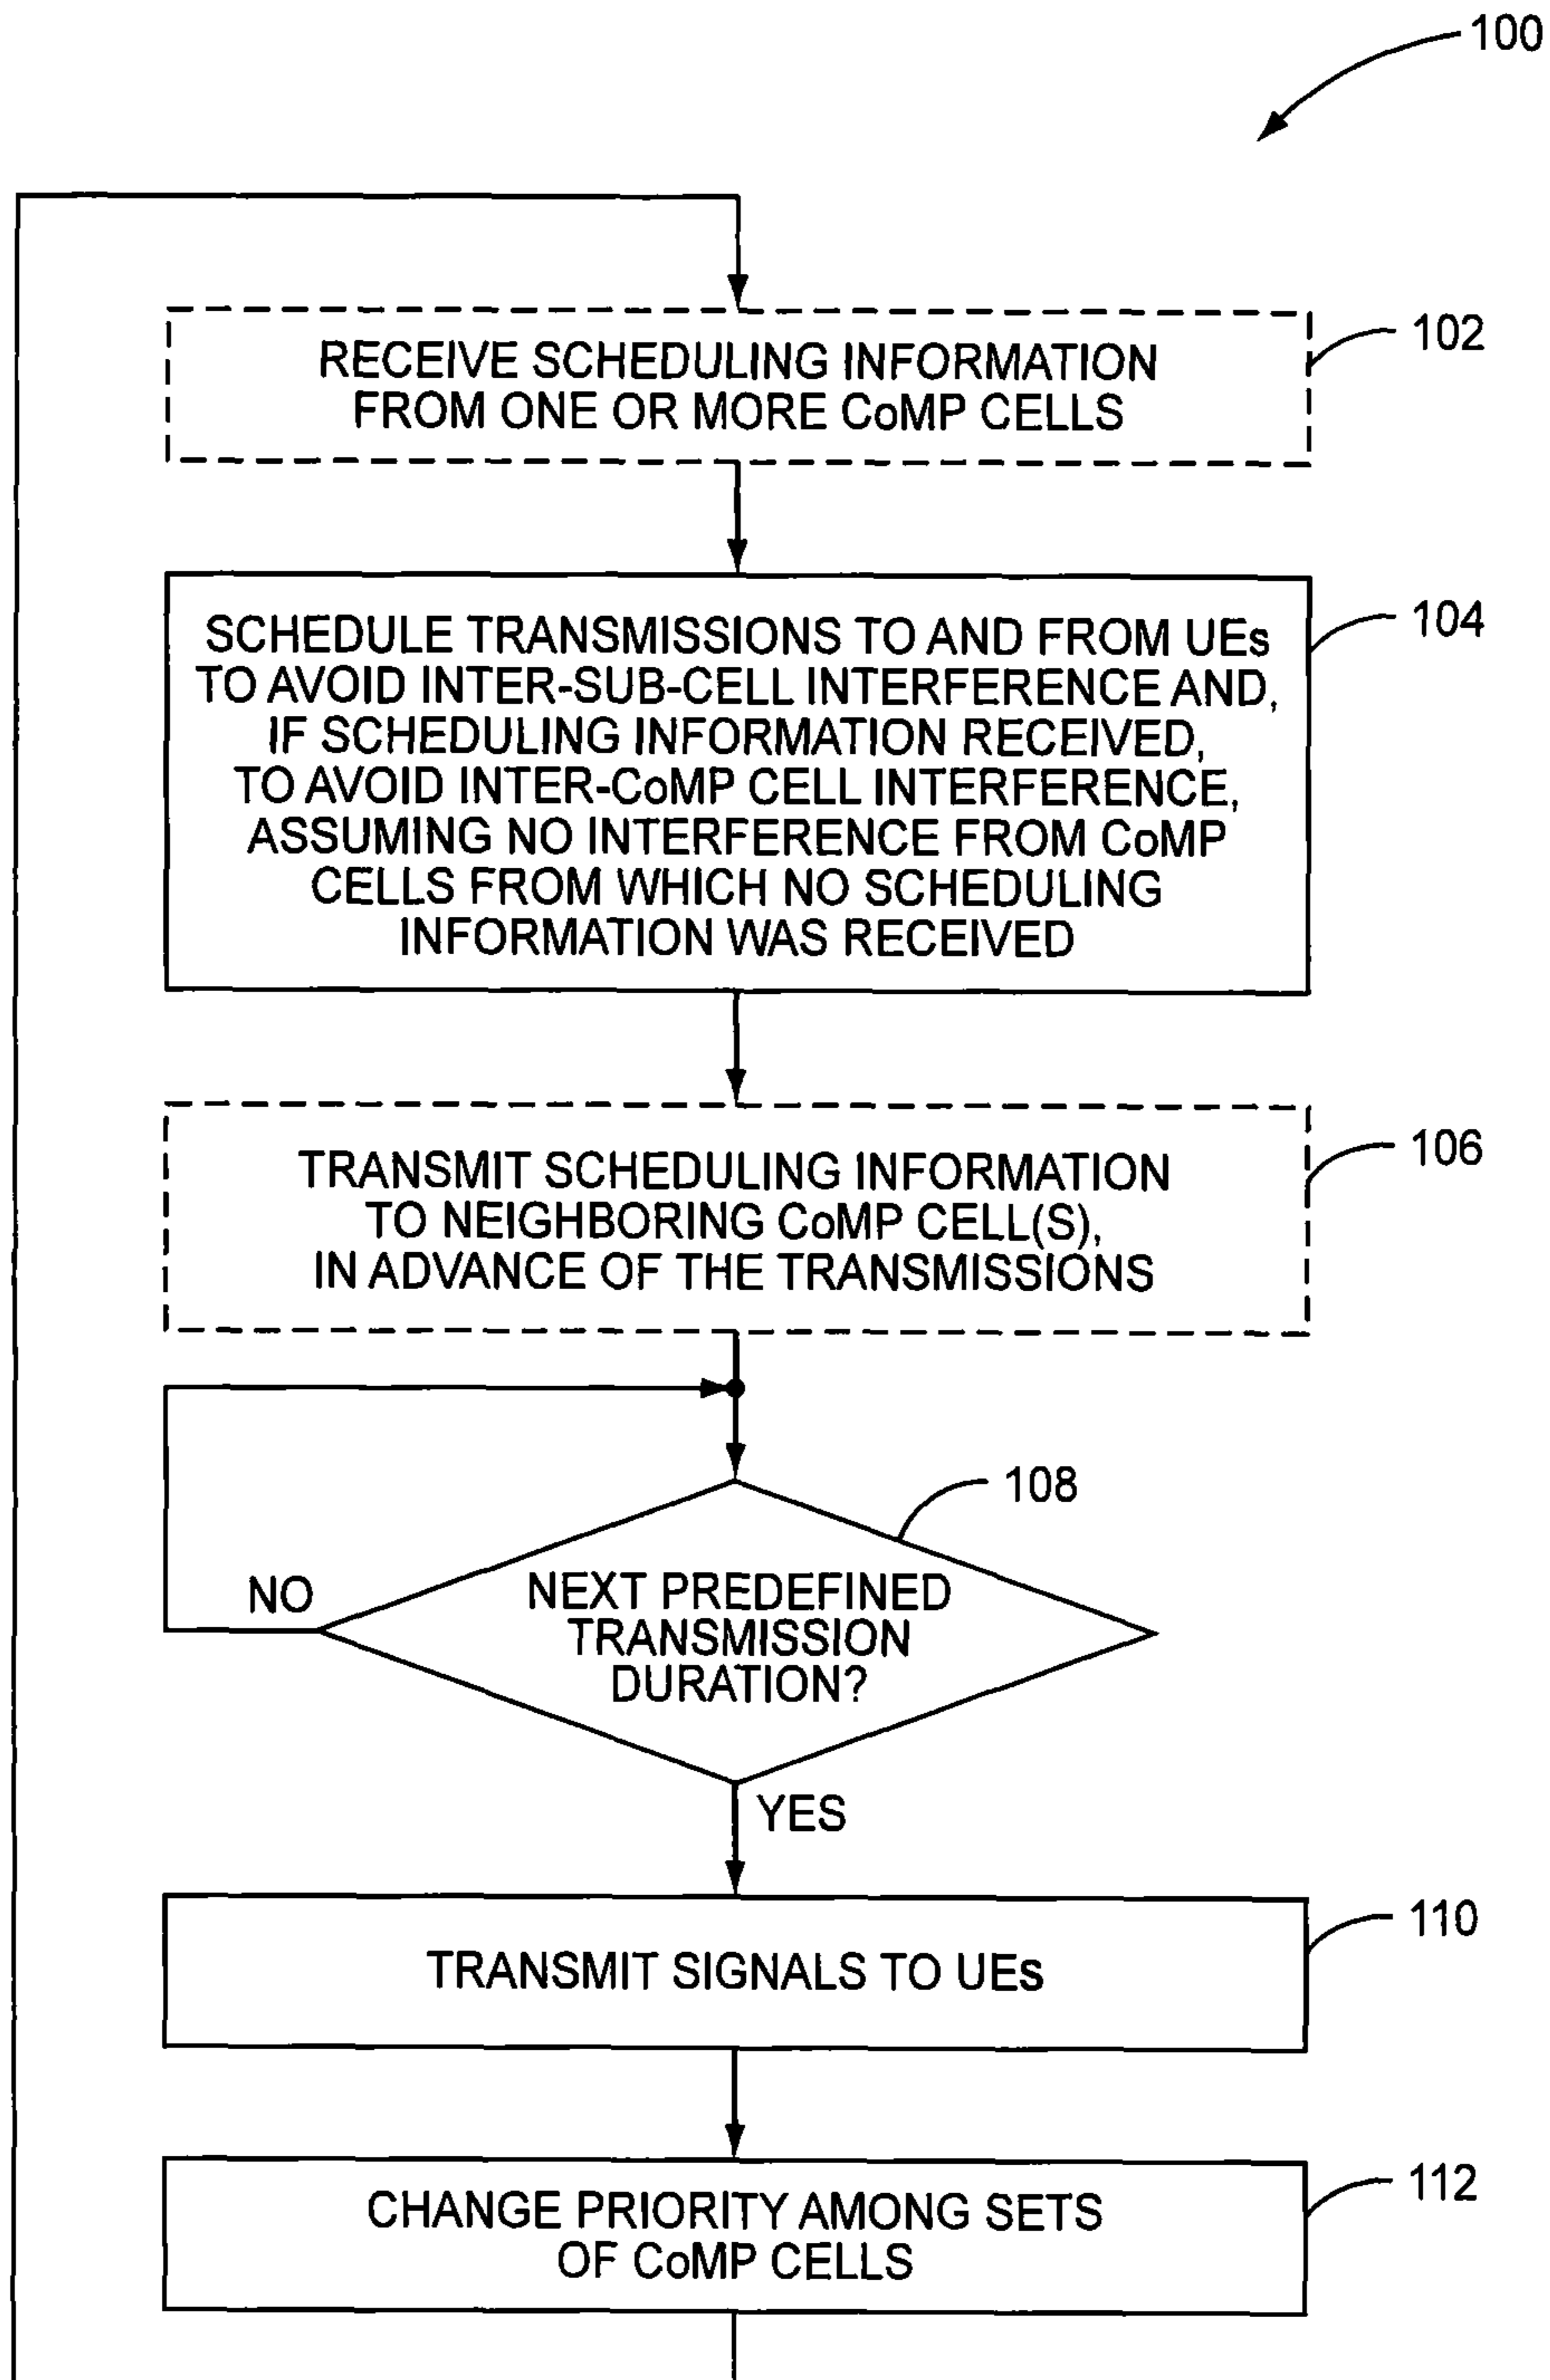 100
RECEIVE SCHEDULING INFORMATION
FROM ONE OR MORE CoMP CELLS
102
SCHEDULE TRANSMISSIONS TO AND FROM UEs
TO AVOID INTER-SUB-CELL INTERFERENCE AND,
IF SCHEDULING INFORMATION RECEIVED,
TO AVOID INTER-CoMP CELL INTERFERENCE,
ASSUMING NO INTERFERENCE FROM CoMP
CELLS FROM WHICH NO SCHEDULING
INFORMATION WAS RECEIVED
104
TRANSMIT SCHEDULING INFORMATION
TO NEIGHBORING CoMP CELL(S),
IN ADVANCE OF THE TRANSMISSIONS
106
108
NO
NEXT PREDEFINED
TRANSMISSION
DURATION?
YES
TRANSMIT SIGNALS TO UEs
110
CHANGE PRIORITY AMONG SETS
OF CoMP CELLS
112